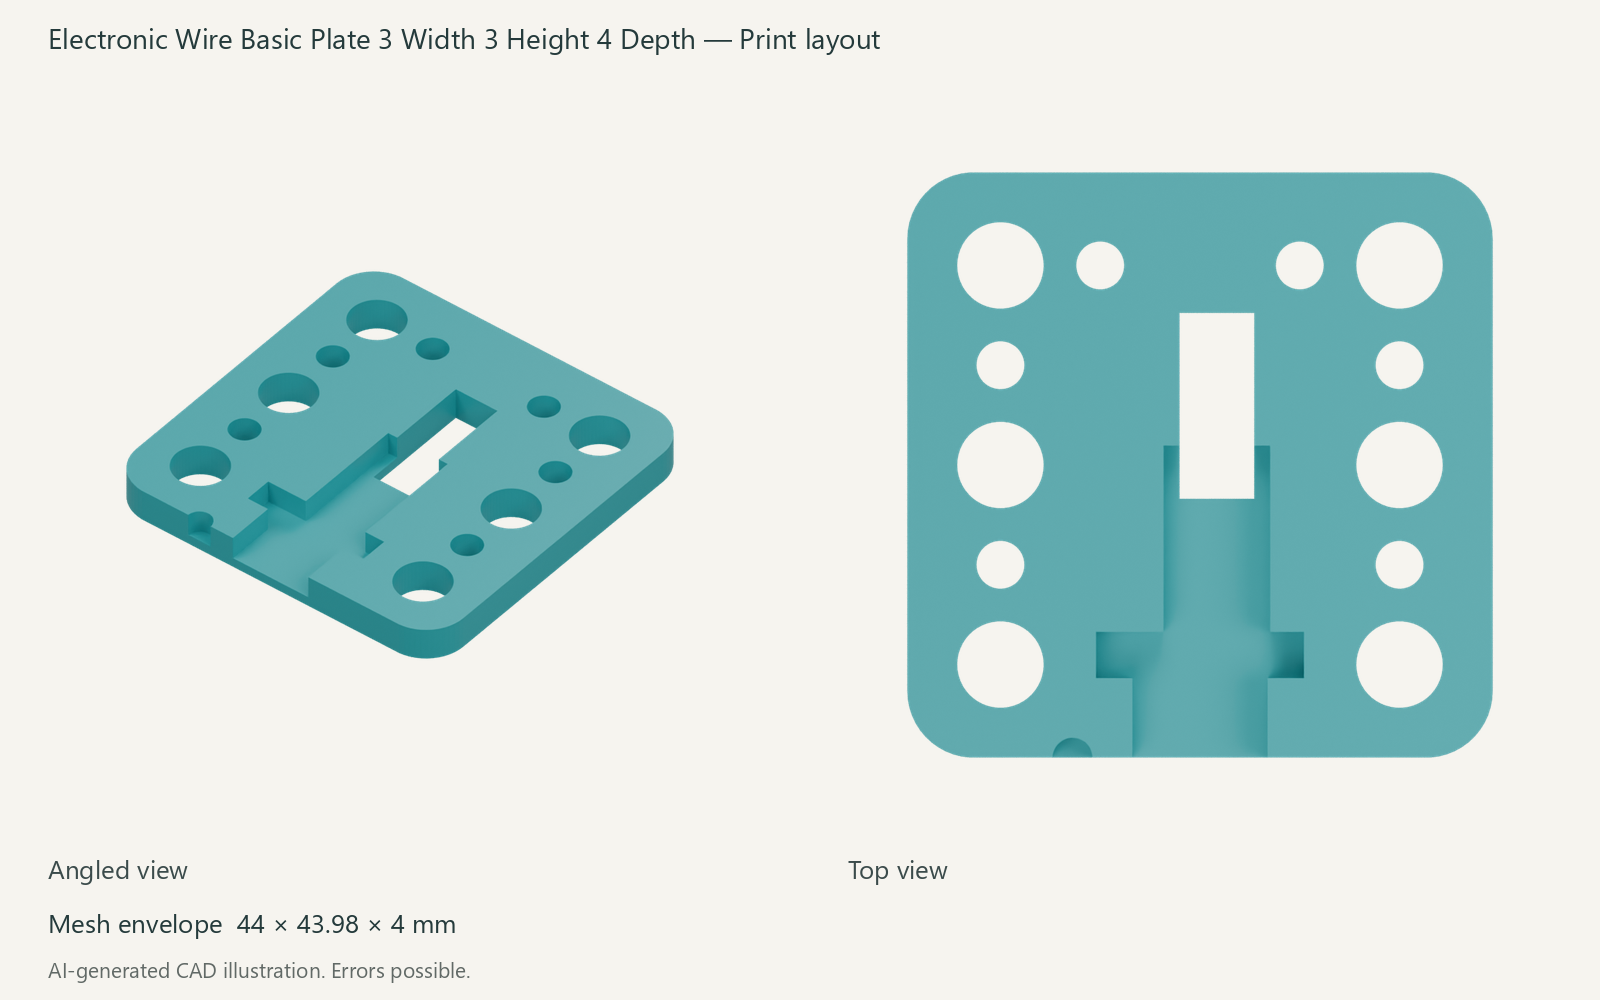 Electronic Wire Basic Plate 3 Width 3 Height 4 Depth — Print layout
Angled view
Top view
Mesh envelope  44 × 43.98 × 4 mm
AI-generated CAD illustration. Errors possible.